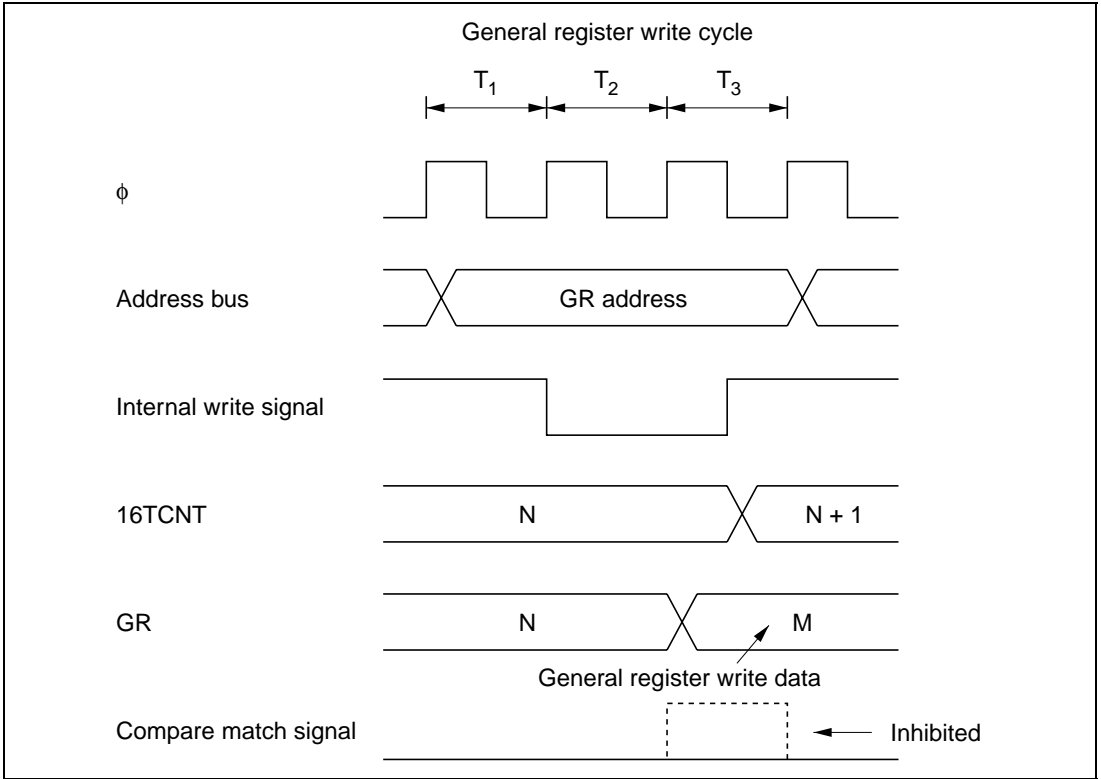 General register write cycle
T1 T2 T3
φ
Address bus GR address
Internal write signal
16TCNT N N + 1
GR N M
General register write data
Compare match signal Inhibited